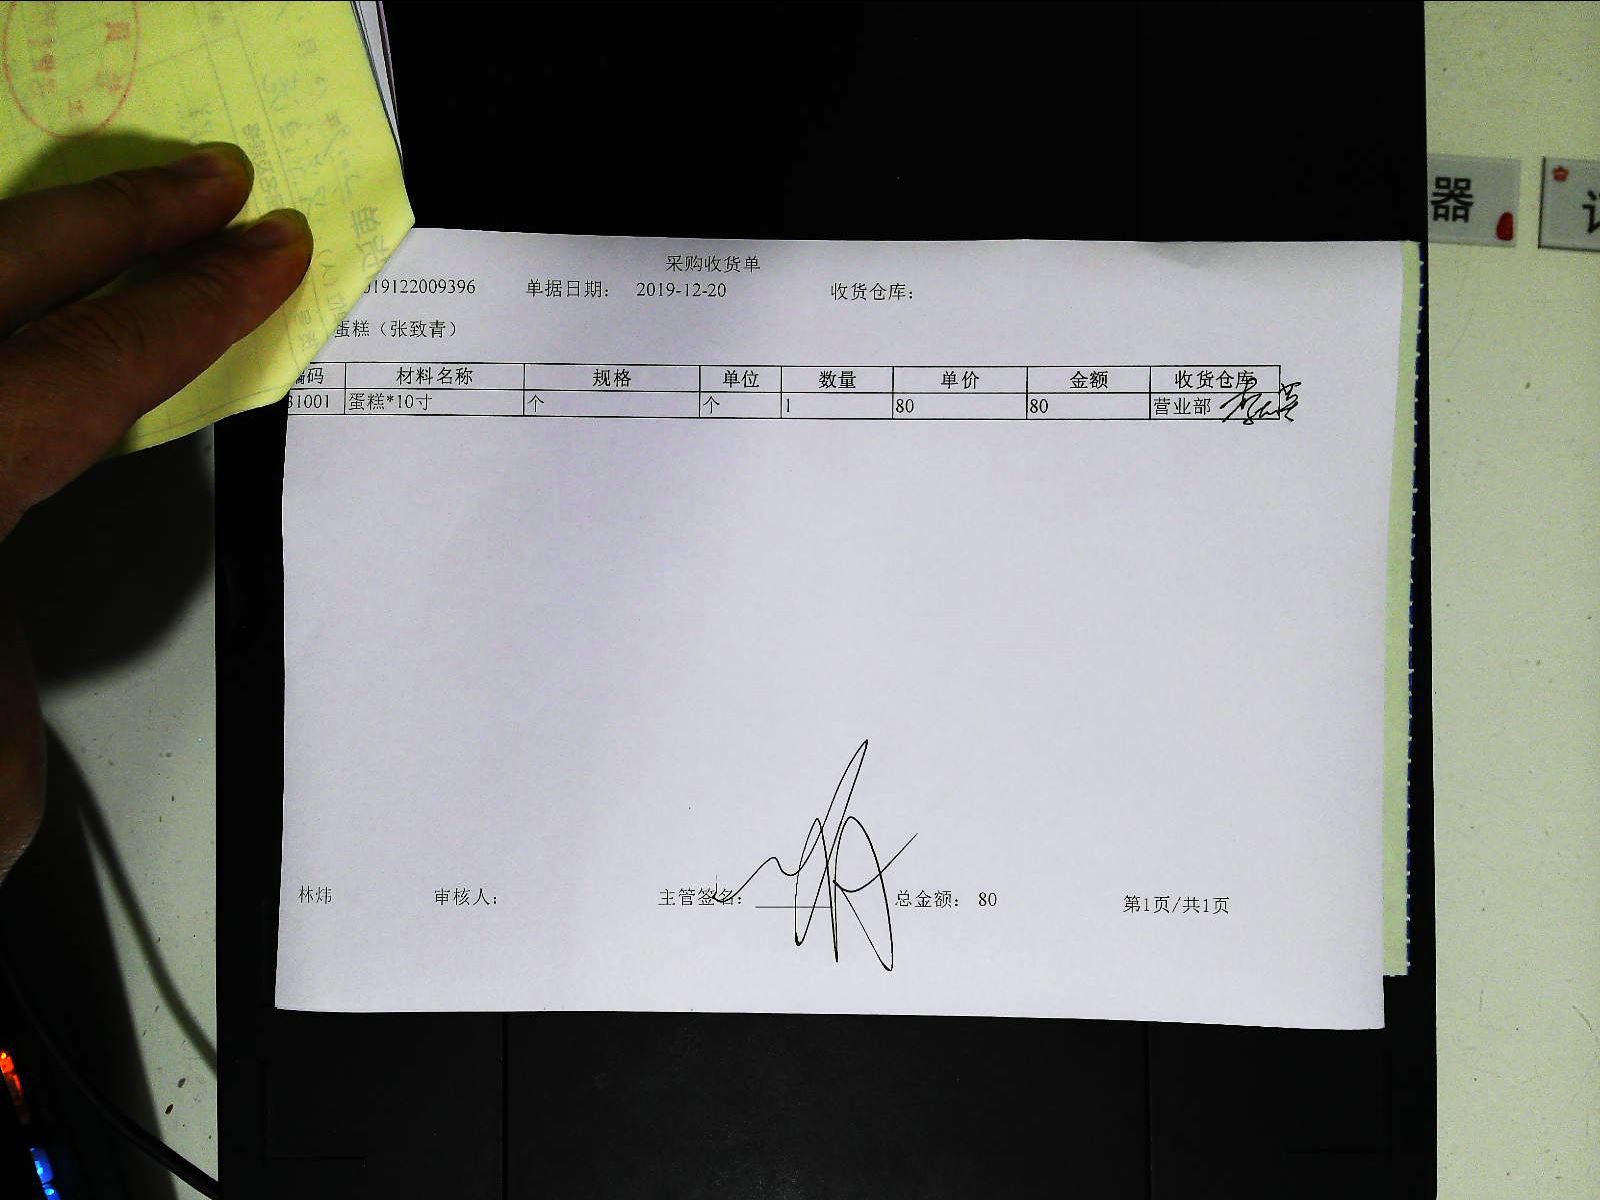 采购收货单
019122009396 单据日期： 2019-12-20 收货仓库：
蛋糕（张致青）
编码 材料名称 规格 单位 数量 单价 金额 收货仓库
31001 蛋糕*10寸 个 个 1 80 80 营业部
林炜 审核人： 主管签名： 总金额： 80 第1页/共1页
器